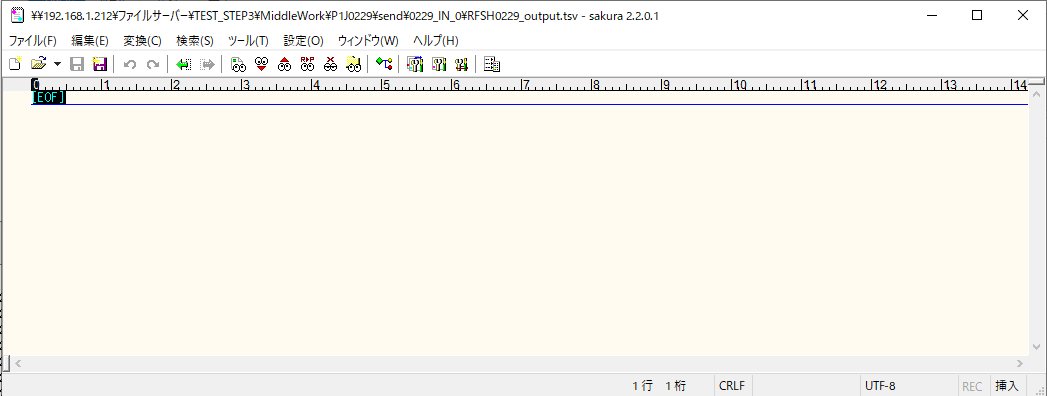 ¥¥192.168.1.212¥ファイルサーバー¥TEST_STEP3¥MiddleWork¥P1J0229¥send¥0229_IN_0¥RFSH0229_output.tsv - sakura 2.2.0.1
ファイル(F) 編集(E) 変換(C) 検索(S) ツール(T) 設定(O) ウィンドウ(W) ヘルプ(H)
0 1 2 3 4 5 6 7 8 9 10 11 12 13 14
[EOF]
1 行 1 桁 CRLF UTF-8 REC 挿入